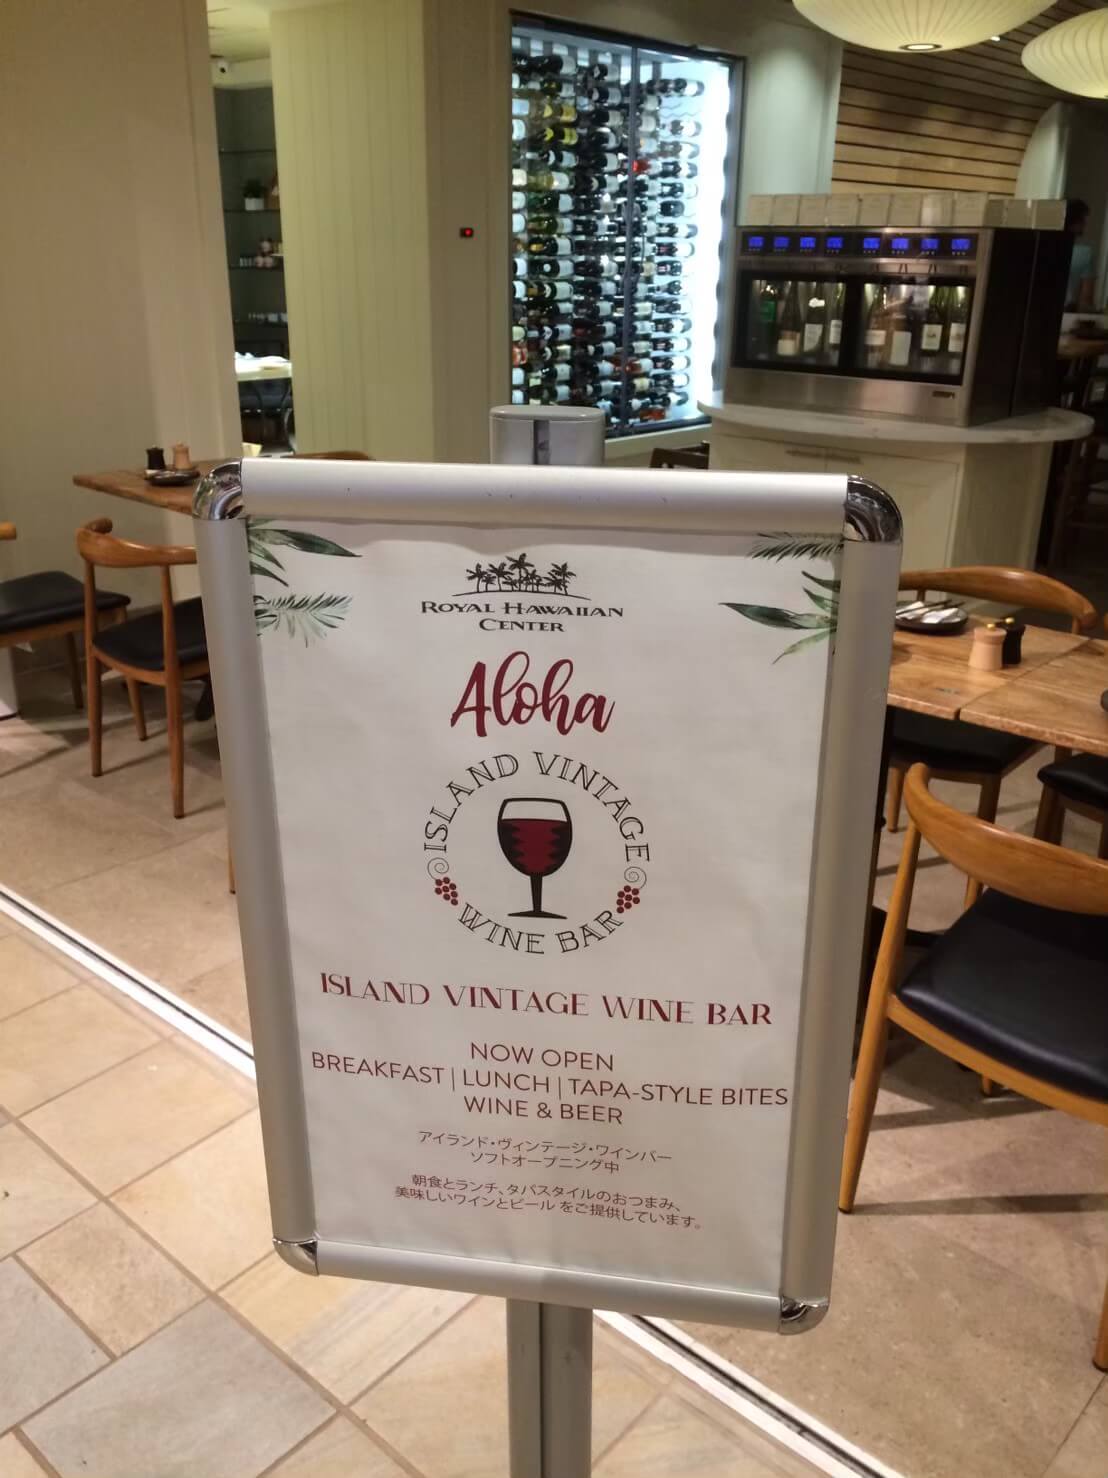 ROYAL HAWAIIAN
CENTER
Aloha
ISLAND VINTAGE
WINE BAR
ISLAND VINTAGE WINE BAR
NOW OPEN
BREAKFAST | LUNCH | TAPA-STYLE BITES
WINE & BEER
アイランド・ヴィンテージ・ワインバー
ソフトオープニング中
朝食とランチ、タパスタイルのおつまみ、
美味しいワインとビール をご提供しています。